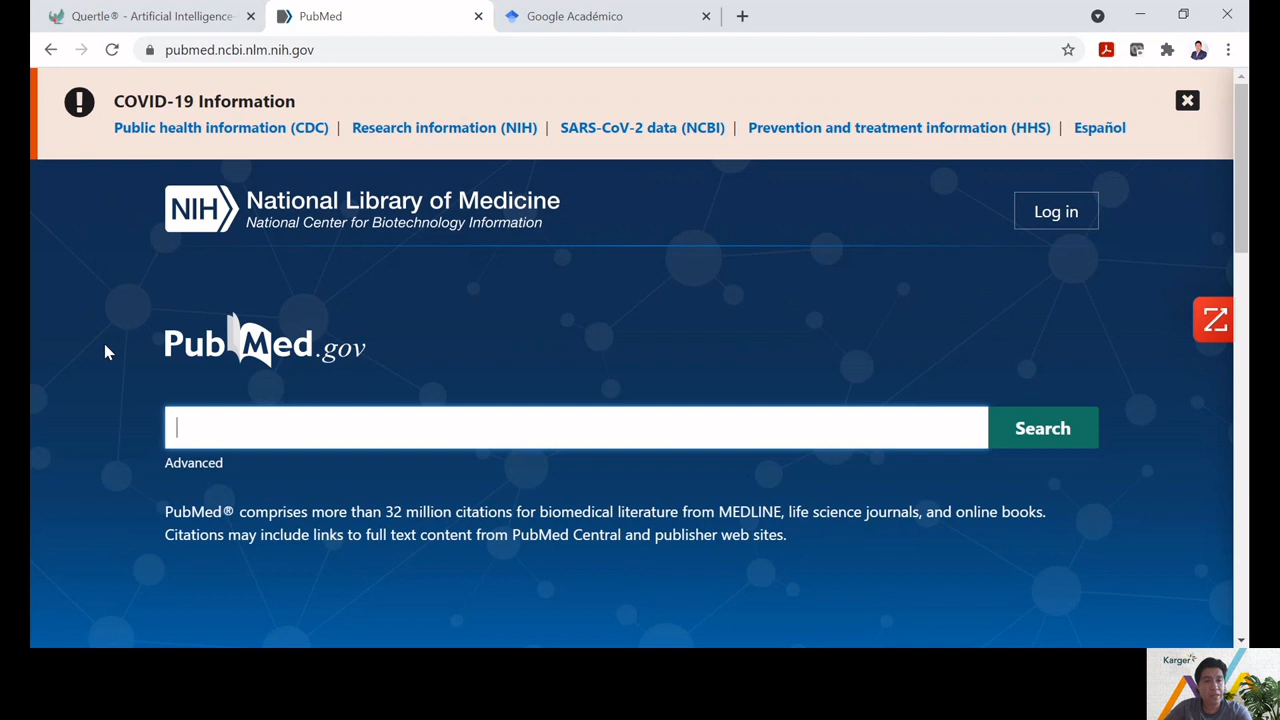 Quertle® - Artificial Intelligence-
PubMed
Google Académico
pubmed.ncbi.nlm.nih.gov
COVID-19 Information
Public health information (CDC) | Research information (NIH) | SARS-CoV-2 data (NCBI) | Prevention and treatment information (HHS) | Español
NIH National Library of Medicine
National Center for Biotechnology Information
Log in
PubMed.gov
Search
Advanced
PubMed® comprises more than 32 million citations for biomedical literature from MEDLINE, life science journals, and online books.
Citations may include links to full text content from PubMed Central and publisher web sites.
Karger